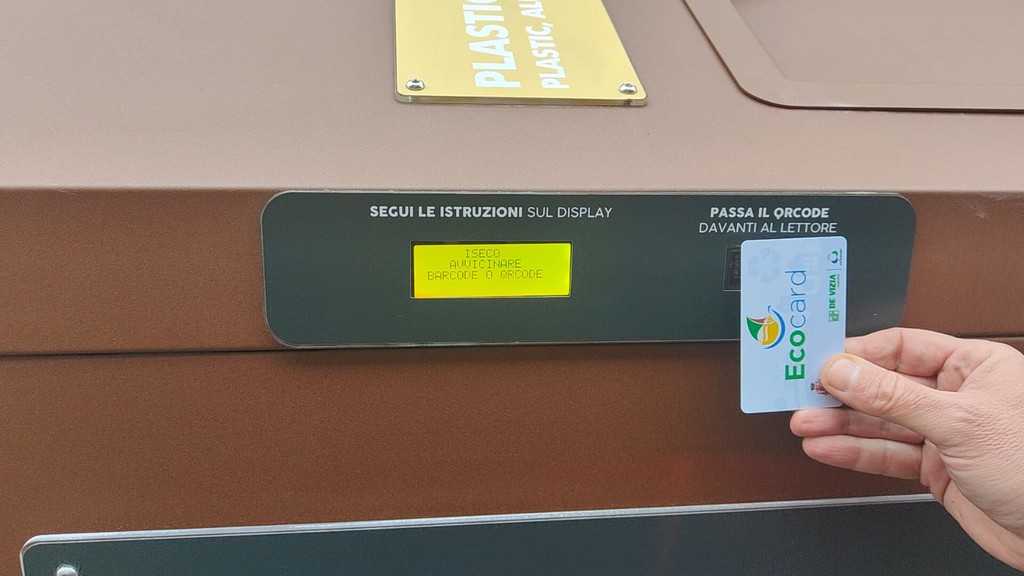 PLASTIC
PLASTIC, AL
SEGUI LE ISTRUZIONI SUL DISPLAY
ISECO
AVVICINARE
BARCODE O QRCODE
PASSA IL QRCODE
DAVANTI AL LETTORE
Ecocard
DE VIZIA